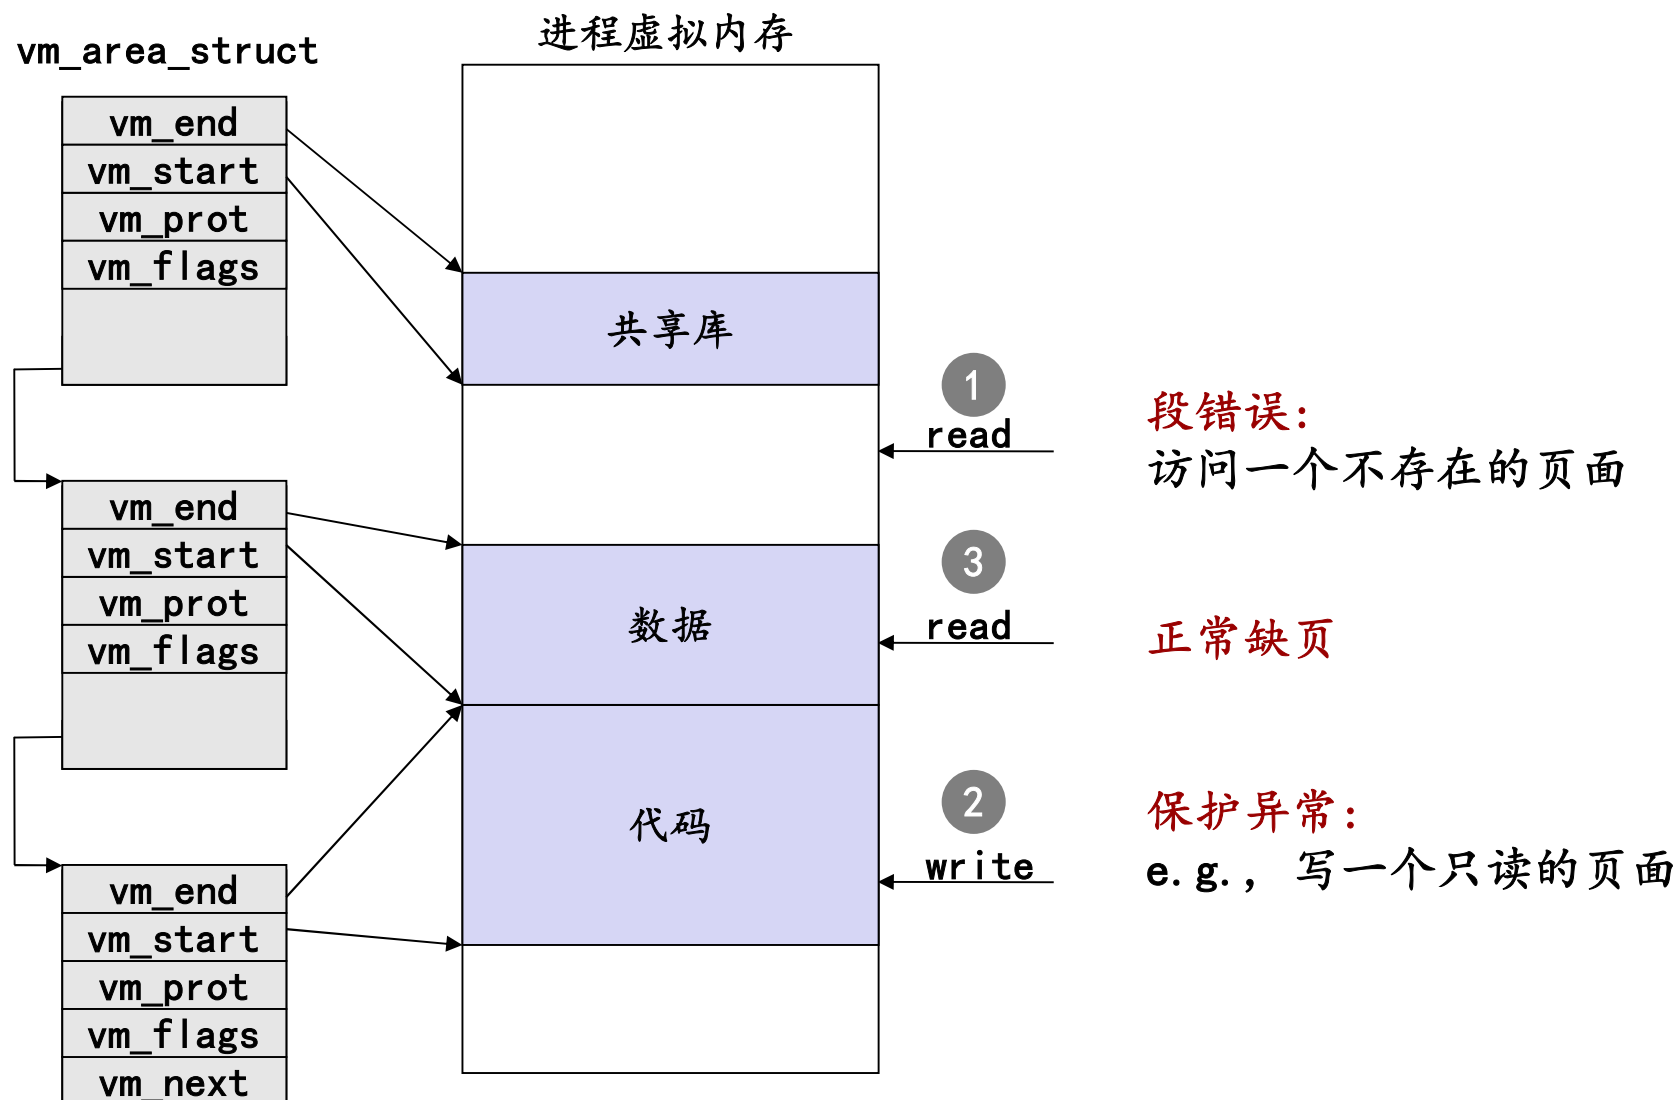 进程虚拟内存
vm_area_struct
vm_end
vm_start
vm_prot
vm_flags
共享库
1
read
段错误:
访问一个不存在的页面
vm_end
vm_start
vm_prot
vm_flags
数据
3
read
正常缺页
代码
2
write
保护异常:
e.g., 写一个只读的页面
vm_end
vm_start
vm_prot
vm_flags
vm_next